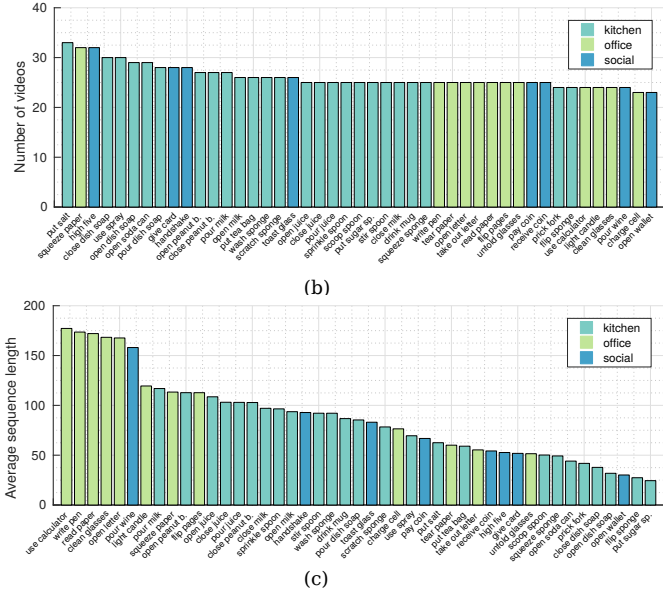 40
30
20
10
0
Number of videos
kitchen
office
social
put salt
squeeze paper
high five
close dish soap
use spray
open dish soap
open soda can
pour dish soap
give card
handshake
open peanut b.
close peanut b.
pour milk
open milk
put tea bag
wash sponge
scratch sponge
toast glass
open juice
close juice
pour juice
sprinkle spoon
scoop spoon
put sugar sp.
stir spoon
close milk
drink mug
squeeze sponge
write pen
tear paper
open letter
take out letter
read paper
flip pages
unfold glasses
pay coin
receive coin
prick fork
flip sponge
use calculator
light candle
clean glasses
pour wine
charge cell
open wallet
(b)
200
150
100
50
0
Average sequence length
kitchen
office
social
use calculator
write pen
read paper
clean glasses
open letter
pour wine
light candle
pour milk
squeeze paper
open peanut b.
flip pages
open juice
close juice
pour juice
close peanut b.
close milk
sprinkle spoon
open milk
handshake
stir spoon
wash sponge
drink mug
pour dish soap
toast glass
scratch sponge
charge cell
use spray
pay coin
put salt
tear paper
put tea bag
take out letter
receive coin
high five
give card
unfold glasses
scoop spoon
squeeze sponge
open soda can
prick fork
close dish soap
open dish soap
open wallet
flip sponge
put sugar sp.
(c)